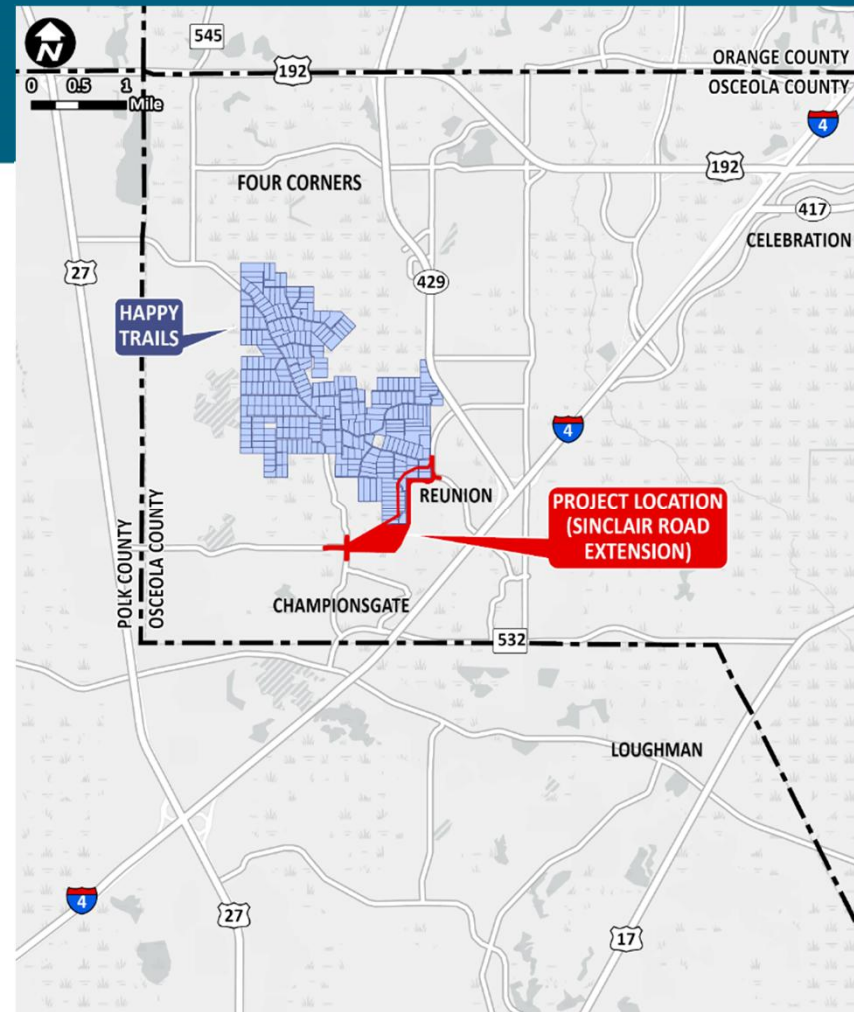 N
0 0.5 1
Mile
545
192
ORANGE COUNTY
OSCEOLA COUNTY
4
192
FOUR CORNERS
417
CELEBRATION
27
429
HAPPY
TRAILS
4
REUNION
PROJECT LOCATION
(SINCLAIR ROAD
EXTENSION)
POLK COUNTY
OSCEOLA COUNTY
CHAMPIONSGATE
532
LOUGHMAN
4
27
17